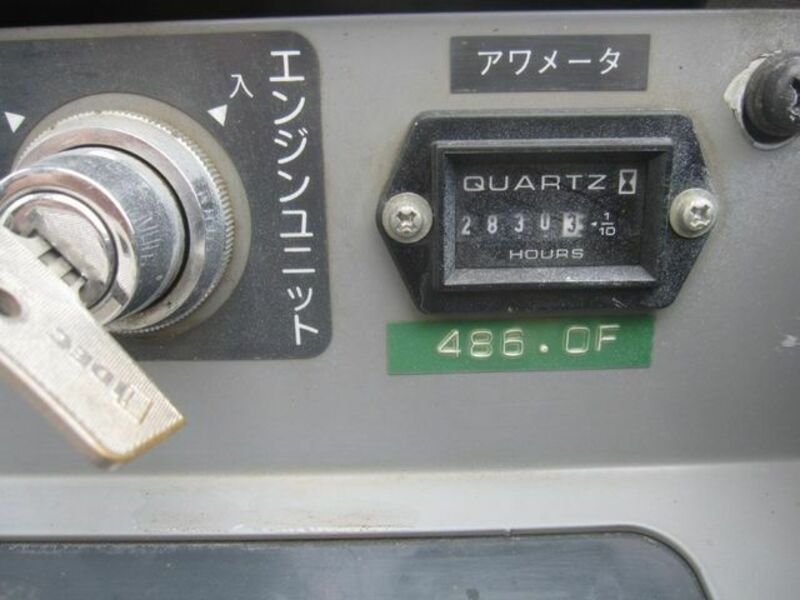 入
エンジンユニット
アワメータ
QUARTZ
28303 1/10
HOURS
486.0F
IDEC